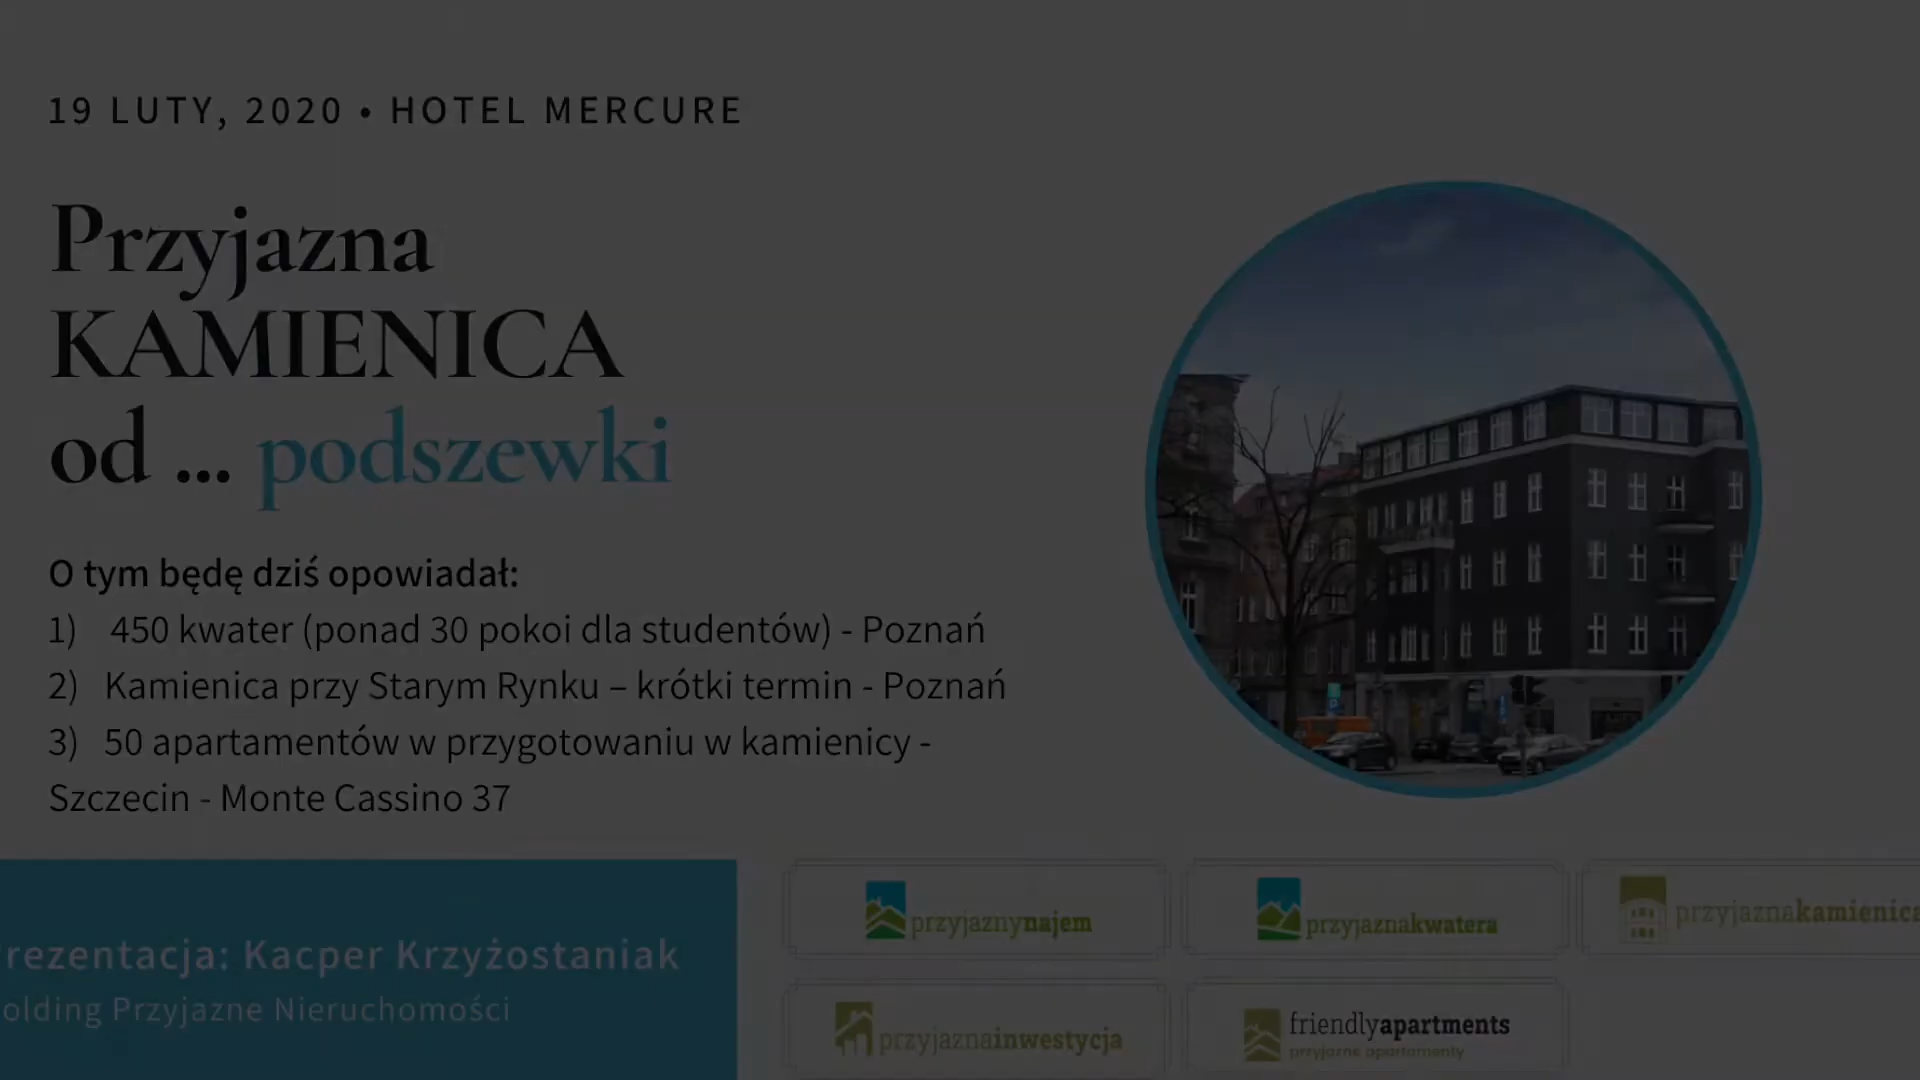 19 LUTY, 2020 • HOTEL MERCURE
Przyjazna
KAMIENICA
od ... podszewki
O tym będę dziś opowiadał:
1) 450 kwater (ponad 30 pokoi dla studentów) - Poznań
2) Kamienica przy Starym Rynku – krótki termin - Poznań
3) 50 apartamentów w przygotowaniu w kamienicy -
Szczecin - Monte Cassino 37
rezentacja: Kacper Krzyżostaniak
olding Przyjazne Nieruchomości
przyjaznynajem
przyjaznakwatera
przyjaznakamienica
przyjaznainwestycja
friendlyapartments
przyjazne apartamenty